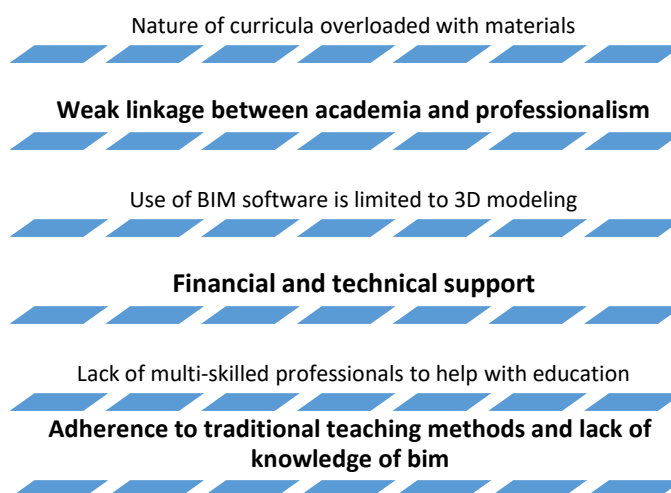 Nature of curricula overloaded with materials
Weak linkage between academia and professionalism
Use of BIM software is limited to 3D modeling
Financial and technical support
Lack of multi-skilled professionals to help with education
Adherence to traditional teaching methods and lack of
knowledge of bim